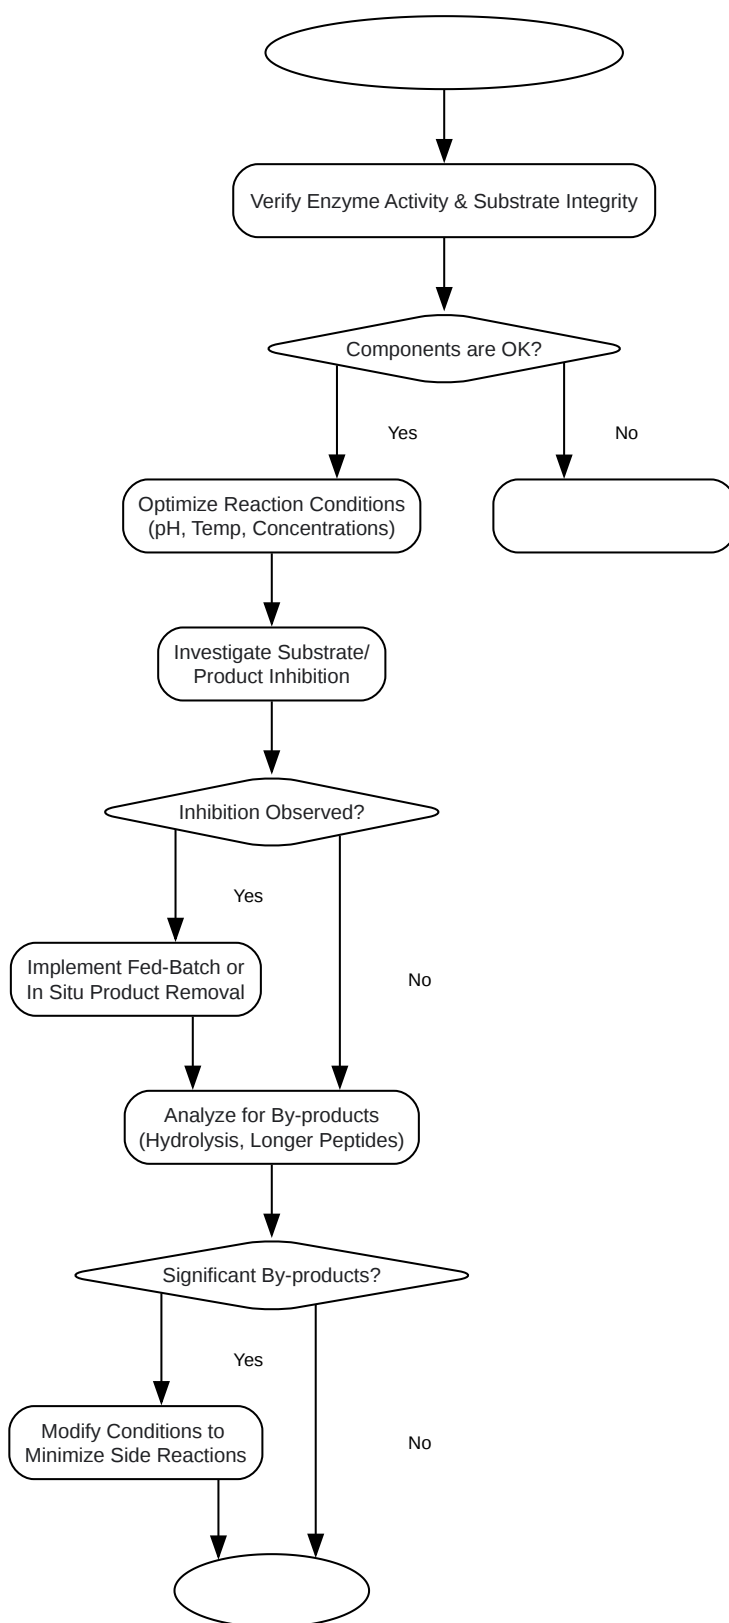 Verify Enzyme Activity & Substrate Integrity
Components are OK?
Yes
No
Optimize Reaction Conditions
(pH, Temp, Concentrations)
Investigate Substrate/
Product Inhibition
Inhibition Observed?
Yes
Implement Fed-Batch or
In Situ Product Removal
No
Analyze for By-products
(Hydrolysis, Longer Peptides)
Significant By-products?
Yes
Modify Conditions to
Minimize Side Reactions
No